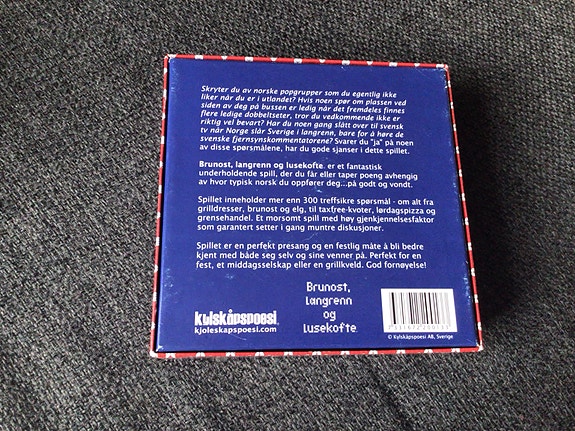 Skryter du av norske popgrupper som du egentlig ikke
liker når du er i utlandet? Hvis noen spør om plassen ved
siden av deg på bussen er ledig når det fremdeles finnes
flere ledige dobbeltseter, tror du vedkommende ikke er
riktig vel bevart? Har du noen gang slått over til svensk
tv når Norge slår Sverige i langrenn, bare for å høre de
svenske fjernsynskommentatorene? Svarer du "ja" på noen
av disse spørsmålene, har du gode sjanser i dette spillet.
Brunost, langrenn og lusekofte er et fantastisk
underholdende spill, der du får eller taper poeng avhengig
av hvor typisk norsk du oppfører deg...på godt og vondt.
Spillet inneholder mer enn 300 treffsikre spørsmål - om alt fra
grilldresser, brunost og elg, til taxfree-kvoter, lørdagspizza og
grensehandel. Et morsomt spill med høy gjenkjennelsesfaktor
som garantert setter i gang muntre diskusjoner.
Spillet er en perfekt presang og en festlig måte å bli bedre
kjent med både seg selv og sine venner på. Perfekt for en
fest, et middagsselskap eller en grillkveld. God fornøyelse!
Brunost,
langrenn
og
lusekofte
kylskåpspoesi
kjoleskapspoesi.com
© Kylskåpspoesi AB, Sverige